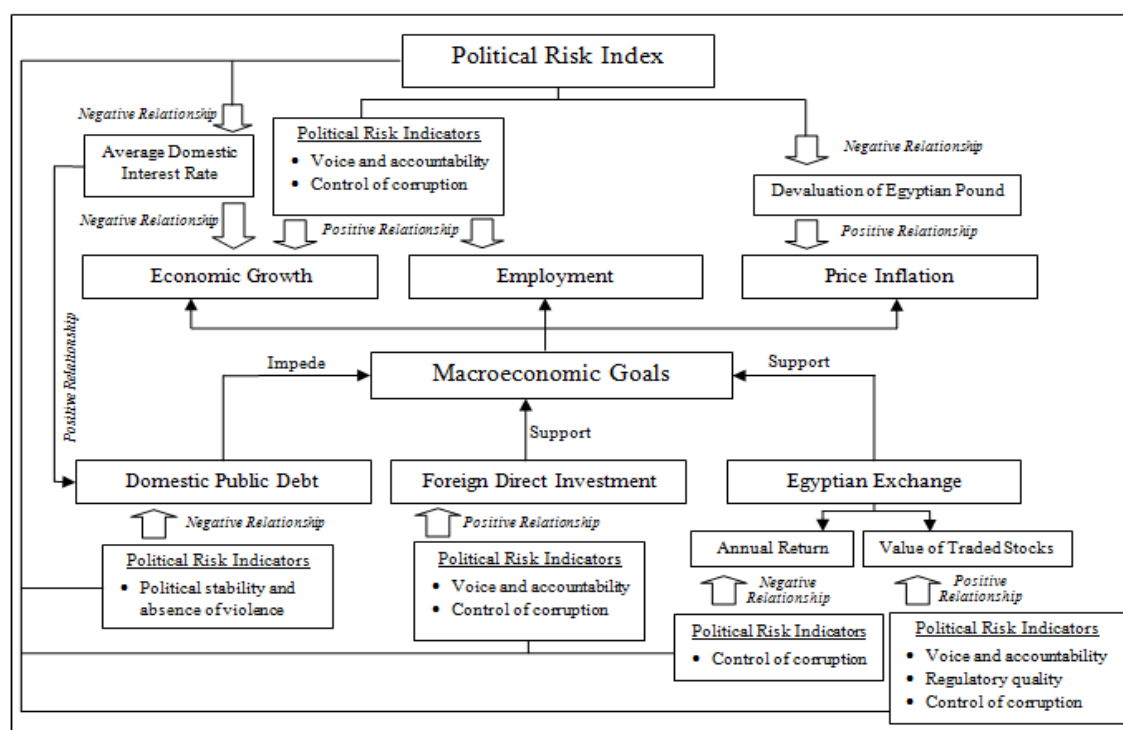 Political Risk Index
Negative Relationship
Political Risk Indicators
• Voice and accountability
• Control of corruption
Average Domestic
Interest Rate
Negative Relationship
Devaluation of Egyptian Pound
Negative Relationship
Positive Relationship
Positive Relationship
Economic Growth
Employment
Price Inflation
Positive Relationship
Impede
Macroeconomic Goals
Support
Support
Domestic Public Debt
Foreign Direct Investment
Egyptian Exchange
Negative Relationship
Positive Relationship
Annual Return
Value of Traded Stocks
Political Risk Indicators
• Political stability and
absence of violence
Political Risk Indicators
• Voice and accountability
• Control of corruption
Negative
Relationship
Positive
Relationship
Political Risk Indicators
• Control of corruption
Political Risk Indicators
• Voice and accountability
• Regulatory quality
• Control of corruption